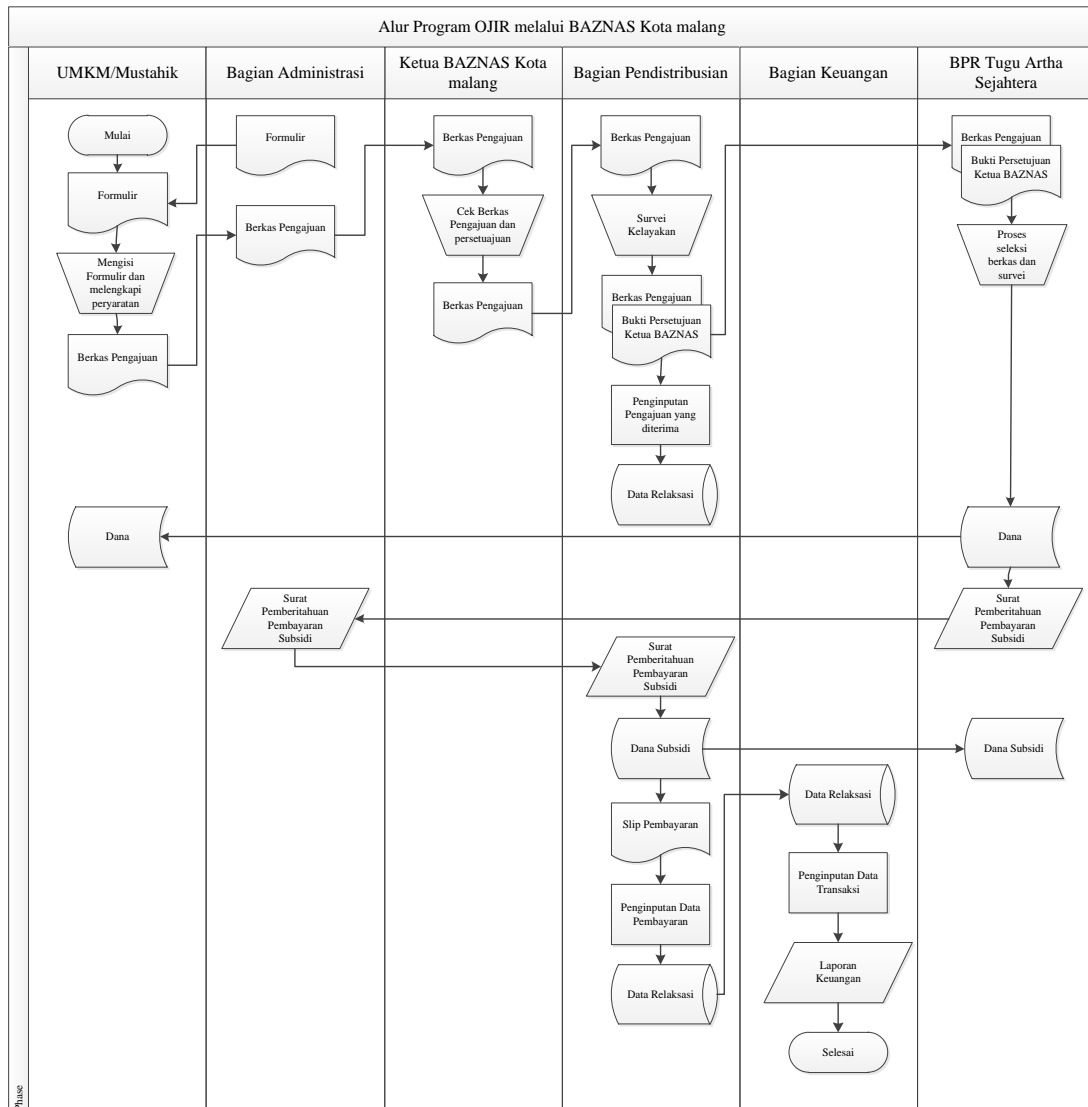 Alur Program OJIR melalui BAZNAS Kota malang
UMKM/Mustahik
Bagian Administrasi
Ketua BAZNAS Kota
malang
Bagian Pendistribusian
Bagian Keuangan
BPR Tugu Artha
Sejahtera
Mulai
Formulir
Mengisi
Formulir dan
melengkapi
peryaratan
Berkas Pengajuan
Dana
Formulir
Berkas Pengajuan
Surat
Pemberitahuan
Pembayaran
Subsidi
Berkas Pengajuan
Cek Berkas
Pengajuan dan
persetuajuan
Berkas Pengajuan
Berkas Pengajuan
Survei
Kelayakan
Berkas Pengajuan
Bukti Persetujuan
Ketua BAZNAS
Penginputan
Pengajuan yang
diterima
Data Relaksasi
Surat
Pemberitahuan
Pembayaran
Subsidi
Dana Subsidi
Slip Pembayaran
Penginputan Data
Pembayaran
Data Relaksasi
Data Relaksasi
Penginputan Data
Transaksi
Laporan
Keuangan
Selesai
Berkas Pengajuan
Bukti Persetujuan
Ketua BAZNAS
Proses
seleksi
berkas dan
survei
Dana
Surat
Pemberitahuan
Pembayaran
Subsidi
Dana Subsidi
Phase